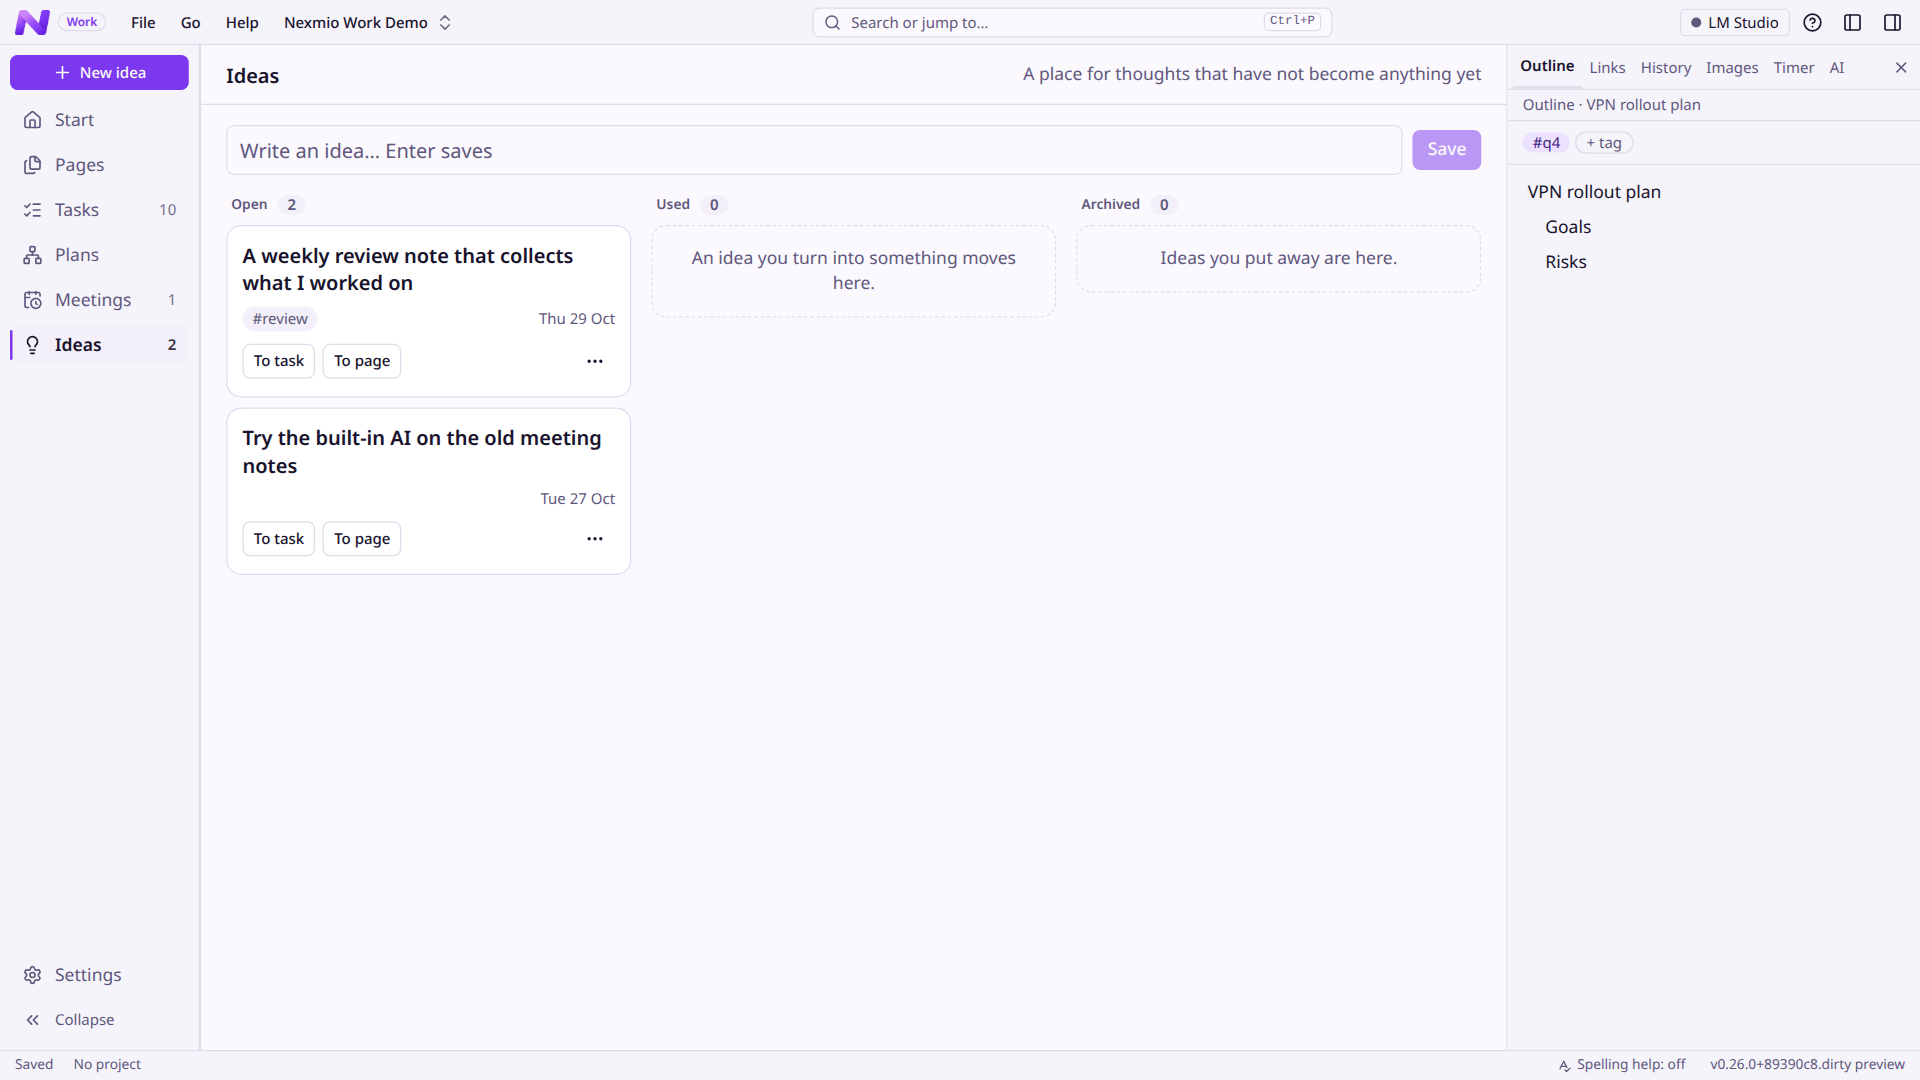 Work
File
Go
Help
Nexmio Work Demo
Search or jump to...
Ctrl+P
LM Studio
New idea
Start
Pages
Tasks 10
Plans
Meetings 1
Ideas 2
Settings
Collapse
Ideas
A place for thoughts that have not become anything yet
Write an idea... Enter saves
Save
Open 2
A weekly review note that collects
what I worked on
#review
Thu 29 Oct
To task
To page
Try the built-in AI on the old meeting
notes
Tue 27 Oct
To task
To page
Used 0
An idea you turn into something moves
here.
Archived 0
Ideas you put away are here.
Outline
Links
History
Images
Timer
AI
Outline · VPN rollout plan
#q4
+ tag
VPN rollout plan
Goals
Risks
Saved
No project
Spelling help: off
v0.26.0+89390c8.dirty preview